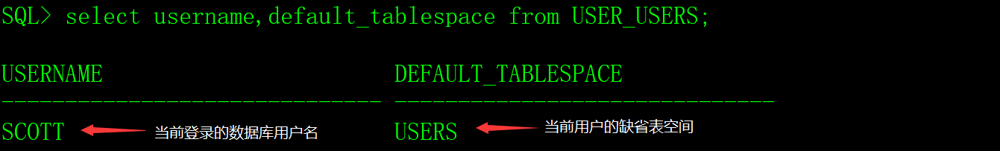 SQL> select username,default_tablespace from USER_USERS;
USERNAME DEFAULT_TABLESPACE
------------------------------ ------------------------------
SCOTT 当前登录的数据库用户名 USERS 当前用户的缺省表空间